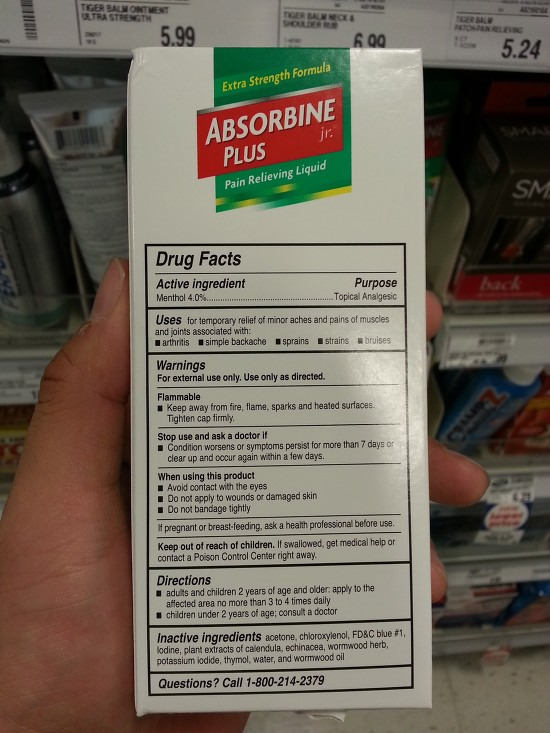 TIGER BALM OINTMENT
ULTRA STRENGTH
5.99
TIGER BALM NECK &
SHOULDER RUB
6.99
TIGER BALM
PATCH-PAIN RELIEVING
5.24
Extra Strength Formula
ABSORBINE
jr.
PLUS
Pain Relieving Liquid
Drug Facts
Active ingredient Purpose
Menthol 4.0%..........................................Topical Analgesic
Uses for temporary relief of minor aches and pains of muscles
and joints associated with:
■ arthritis ■ simple backache ■ sprains ■ strains ■ bruises
Warnings
For external use only. Use only as directed.
Flammable
■ Keep away from fire, flame, sparks and heated surfaces.
Tighten cap firmly.
Stop use and ask a doctor if
■ Condition worsens or symptoms persist for more than 7 days or
clear up and occur again within a few days.
When using this product
■ Avoid contact with the eyes
■ Do not apply to wounds or damaged skin
■ Do not bandage tightly
If pregnant or breast-feeding, ask a health professional before use.
Keep out of reach of children. If swallowed, get medical help or
contact a Poison Control Center right away.
Directions
■ adults and children 2 years of age and older: apply to the
affected area no more than 3 to 4 times daily
■ children under 2 years of age; consult a doctor
Inactive ingredients acetone, chloroxylenol, FD&C blue #1,
Iodine, plant extracts of calendula, echinacea, wormwood herb,
potassium iodide, thymol, water, and wormwood oil
Questions? Call 1-800-214-2379
SM
back